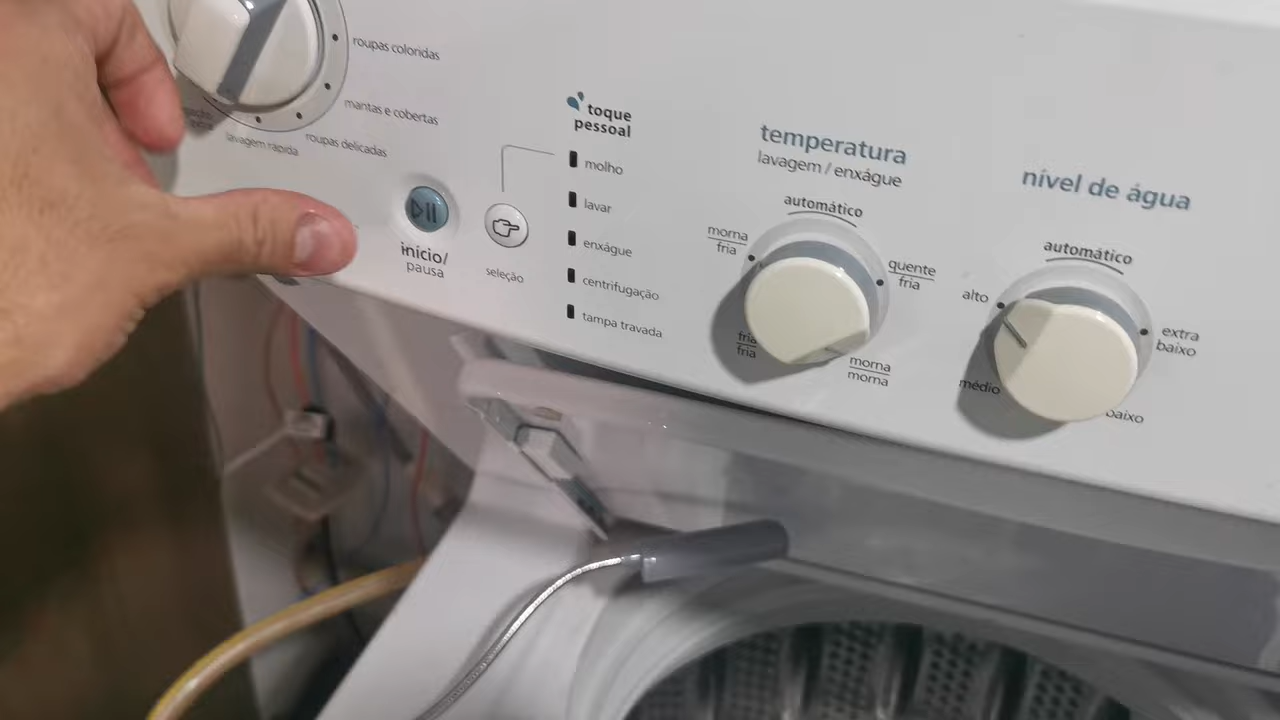 roupas coloridas
mantas e cobertas
roupas delicadas
lavagem rápida
início/
pausa
seleção
toque
pessoal
molho
lavar
enxágue
centrifugação
tampa travada
temperatura
lavagem / enxágue
automático
morna
fria
quente
fria
fria
fria
morna
morna
nível de água
automático
alto
extra
baixo
médio
baixo